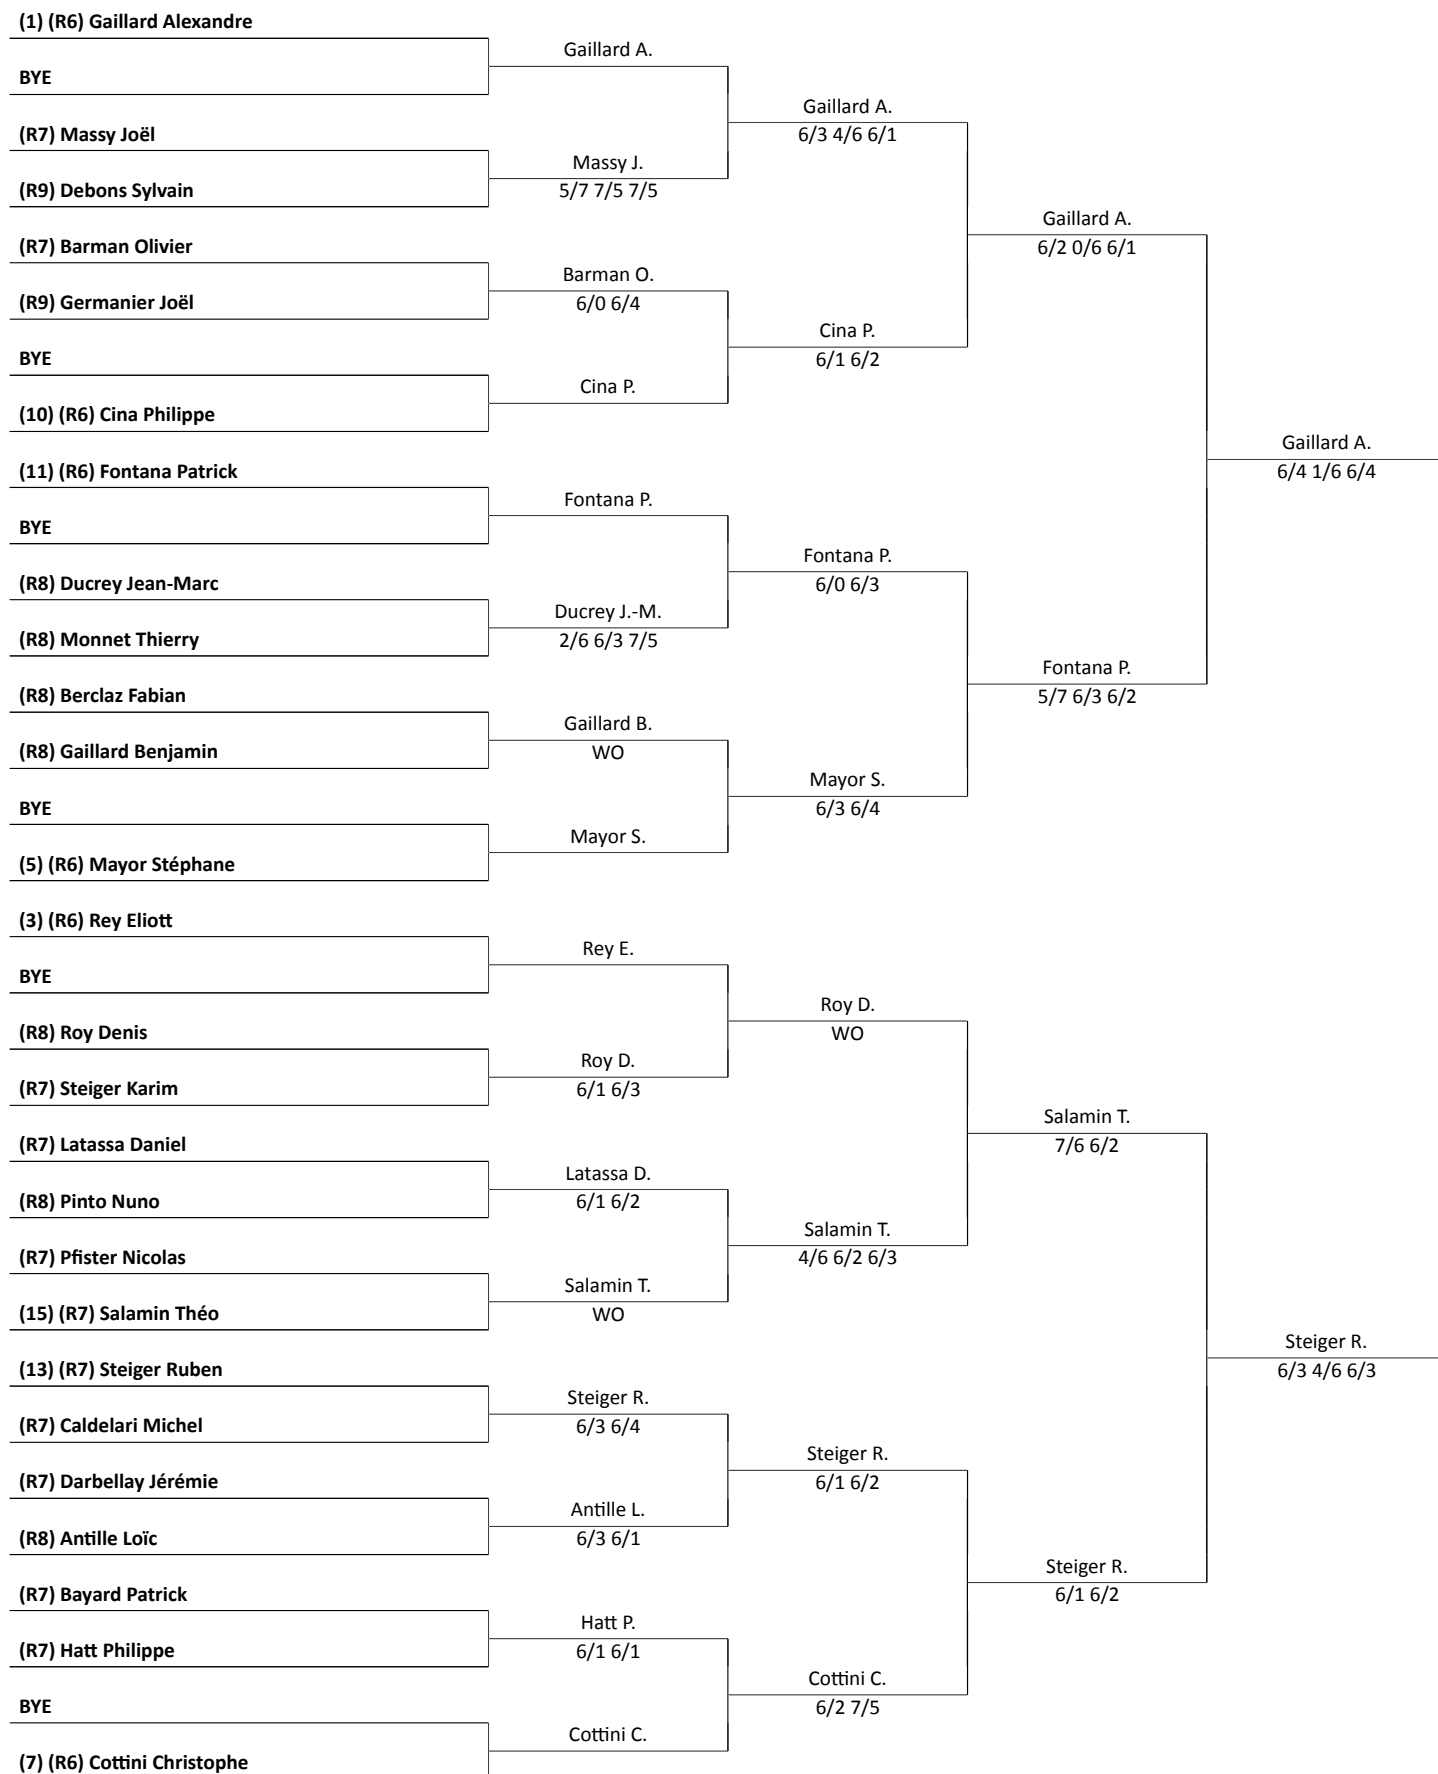 (1) (R6) Gaillard Alexandre
Gaillard A.
BYE
Gaillard A.
6/3 4/6 6/1
(R7) Massy Joël
Massy J.
5/7 7/5 7/5
(R9) Debons Sylvain
Gaillard A.
6/2 0/6 6/1
(R7) Barman Olivier
Barman O.
6/0 6/4
(R9) Germanier Joël
Cina P.
6/1 6/2
BYE
Cina P.
(10) (R6) Cina Philippe
Gaillard A.
6/4 1/6 6/4
(11) (R6) Fontana Patrick
Fontana P.
BYE
Fontana P.
6/0 6/3
(R8) Ducrey Jean-Marc
Ducrey J.-M.
2/6 6/3 7/5
(R8) Monnet Thierry
Fontana P.
5/7 6/3 6/2
(R8) Berclaz Fabian
Gaillard B.
WO
(R8) Gaillard Benjamin
Mayor S.
6/3 6/4
BYE
Mayor S.
(5) (R6) Mayor Stéphane
(3) (R6) Rey Eliott
Rey E.
BYE
Roy D.
WO
(R8) Roy Denis
Roy D.
6/1 6/3
(R7) Steiger Karim
Salamin T.
7/6 6/2
(R7) Latassa Daniel
Latassa D.
6/1 6/2
(R8) Pinto Nuno
Salamin T.
4/6 6/2 6/3
(R7) Pfister Nicolas
Salamin T.
WO
(15) (R7) Salamin Théo
Steiger R.
6/3 4/6 6/3
(13) (R7) Steiger Ruben
Steiger R.
6/3 6/4
(R7) Caldelari Michel
Steiger R.
6/1 6/2
(R7) Darbellay Jérémie
Antille L.
6/3 6/1
(R8) Antille Loïc
Steiger R.
6/1 6/2
(R7) Bayard Patrick
Hatt P.
6/1 6/1
(R7) Hatt Philippe
Cottini C.
6/2 7/5
BYE
Cottini C.
(7) (R6) Cottini Christophe